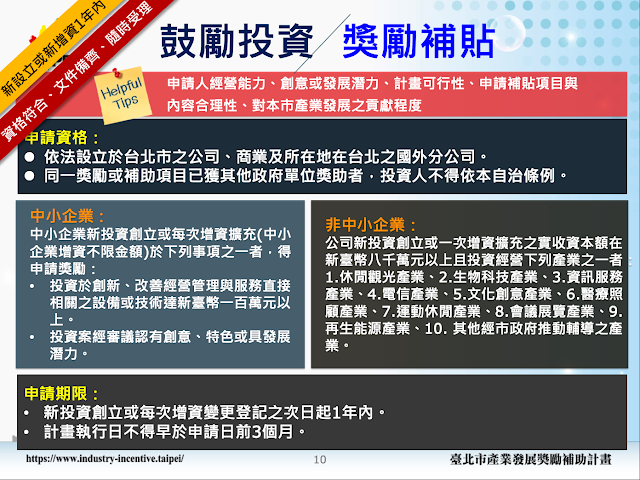 新設立或新增資1年內
資格符合、文件備齊、隨時受理
鼓勵投資／獎勵補貼
Helpful
Tips
申請人經營能力、創意或發展潛力、計畫可行性、申請補貼項目與
內容合理性、對本市產業發展之貢獻程度
申請資格：
● 依法設立於台北市之公司、商業及所在地在台北之國外分公司。
● 同一獎勵或補助項目已獲其他政府單位獎助者，投資人不得依本自治條例。
中小企業：
中小企業新投資創立或每次增資擴充(中小
企業增資不限金額)於下列事項之一者，得
申請獎勵：
• 投資於創新、改善經營管理與服務直接
相關之設備或技術達新臺幣一百萬元以
上。
• 投資案經審議認有創意、特色或具發展
潛力。
非中小企業：
公司新投資創立或一次增資擴充之實收資本額在
新臺幣八千萬元以上且投資經營下列產業之一者
1.休閒觀光產業、2.生物科技產業、3.資訊服務
產業、4.電信產業、5.文化創意產業、6.醫療照
顧產業、7.運動休閒產業、8.會議展覽產業、9.
再生能源產業、10. 其他經市政府推動輔導之產
業。
申請期限：
• 新投資創立或每次增資變更登記之次日起1年內。
• 計畫執行日不得早於申請日前3個月。
https://www.industry-incentive.taipei/
10
臺北市產業發展獎勵補助計畫